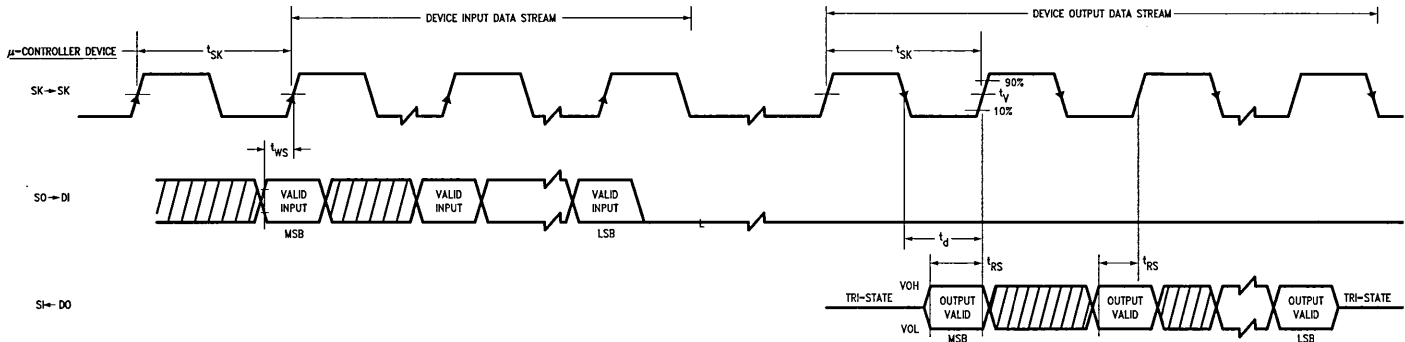 DEVICE INPUT DATA STREAM
DEVICE OUTPUT DATA STREAM
μ-CONTROLLER DEVICE
tSK
tSK
SK→SK
90%
tV
10%
tWS
SO→DI
VALID INPUT
VALID INPUT
VALID INPUT
L
MSB
LSB
td
tRS
tRS
SI←DO
TRI-STATE
VOH
VOL
OUTPUT VALID
OUTPUT VALID
OUTPUT VALID
TRI-STATE
MSB
LSB